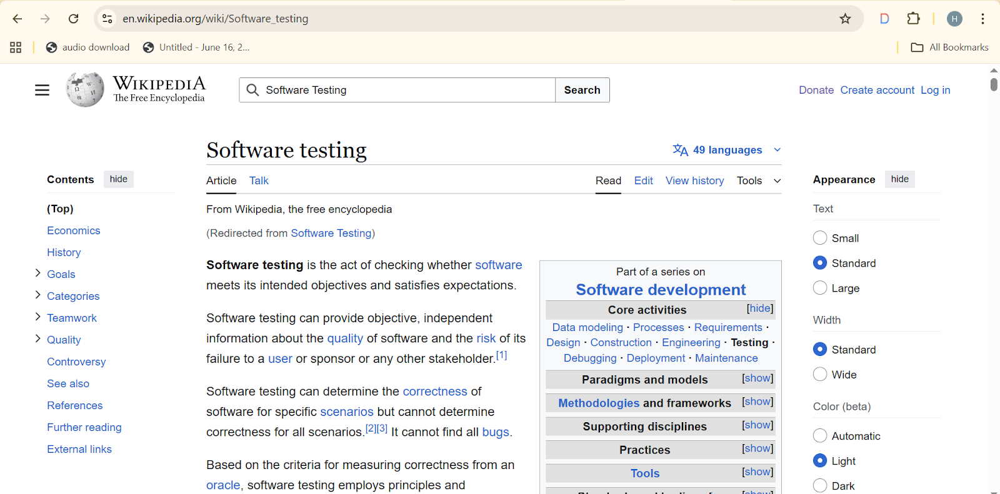 en.wikipedia.org/wiki/Software_testing
D
H
audio download
Untitled - June 16, 2...
All Bookmarks
WIKIPEDIA
The Free Encyclopedia
Software Testing
Search
Donate Create account Log in
Software testing
49 languages
Contents hide
Article Talk
Read Edit View history Tools
Appearance hide
(Top)
Economics
History
Goals
Categories
Teamwork
Quality
Controversy
See also
References
Further reading
External links
From Wikipedia, the free encyclopedia
(Redirected from Software Testing)
Software testing is the act of checking whether software
meets its intended objectives and satisfies expectations.
Software testing can provide objective, independent
information about the quality of software and the risk of its
failure to a user or sponsor or any other stakeholder.[1]
Software testing can determine the correctness of
software for specific scenarios but cannot determine
correctness for all scenarios.[2][3] It cannot find all bugs.
Based on the criteria for measuring correctness from an
oracle, software testing employs principles and
Part of a series on
Software development
Core activities [hide]
Data modeling · Processes · Requirements ·
Design · Construction · Engineering · Testing ·
Debugging · Deployment · Maintenance
Paradigms and models [show]
Methodologies and frameworks [show]
Supporting disciplines [show]
Practices [show]
Tools [show]
Text
Small
Standard
Large
Width
Standard
Wide
Color (beta)
Automatic
Light
Dark